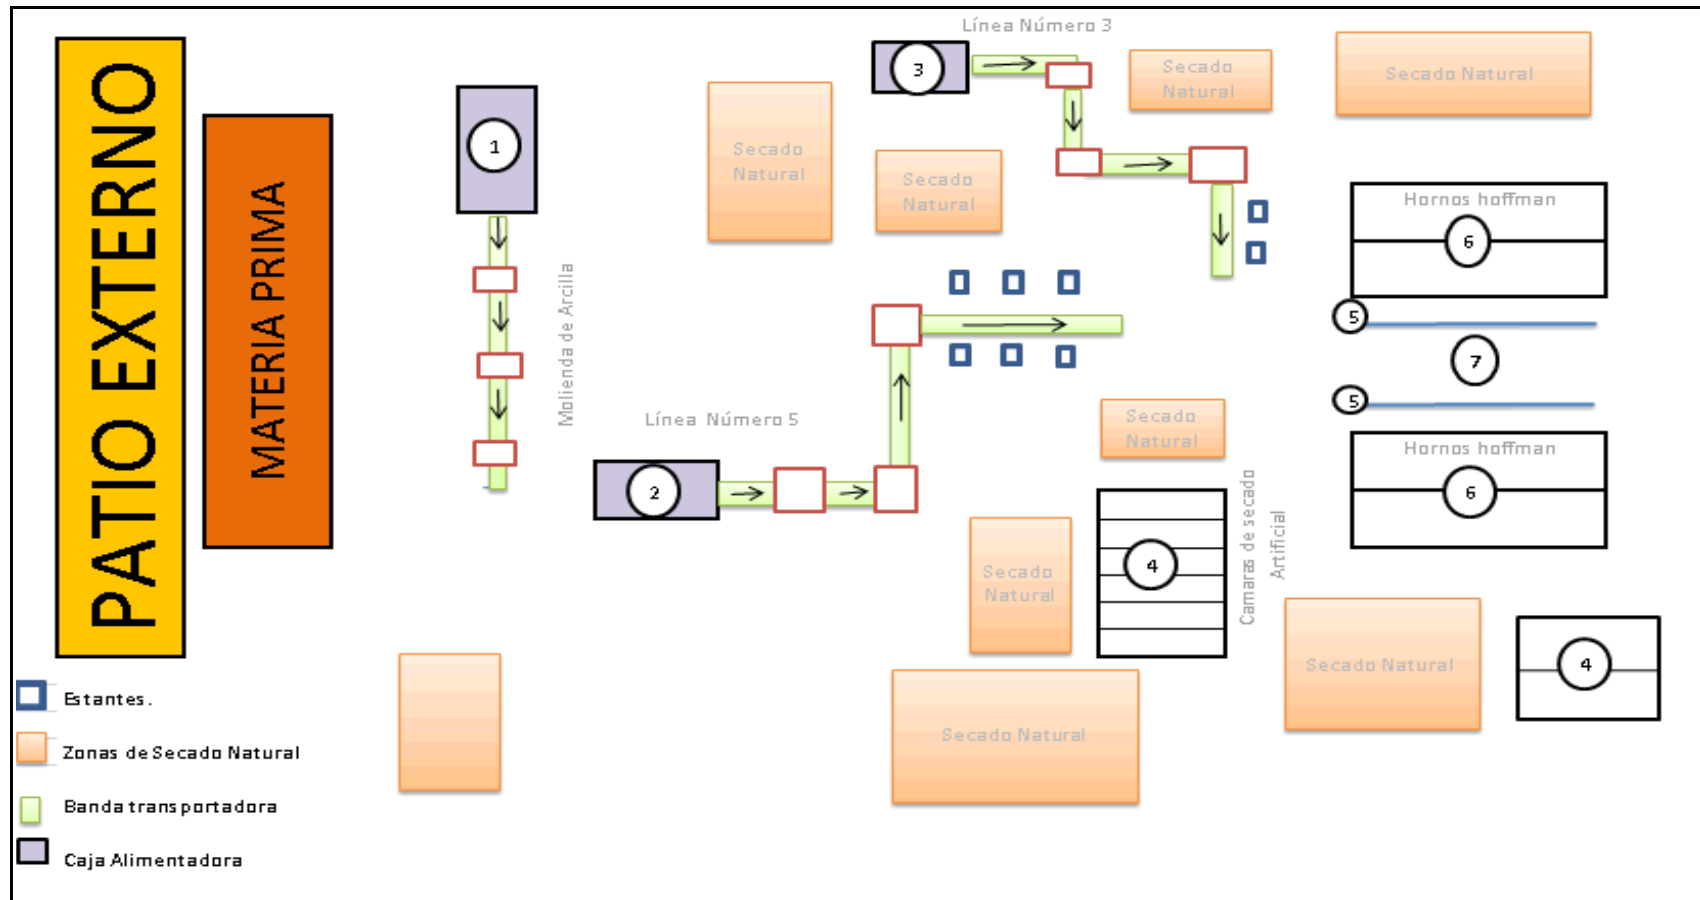 PATIO EXTERNO
MATERIA PRIMA
1
Molienda de Arcilla
Línea Número 3
3
Secado
Natural
Secado Natural
Secado
Natural
Secado
Natural
Hornos hoffman
6
5
7
5
Hornos hoffman
6
Línea Número 5
2
Secado
Natural
Secado
Natural
4
Camaras de secado
Artificial
Secado Natural
4
Secado Natural
Estantes.
Zonas de Secado Natural
Banda transportadora
Caja Alimentadora